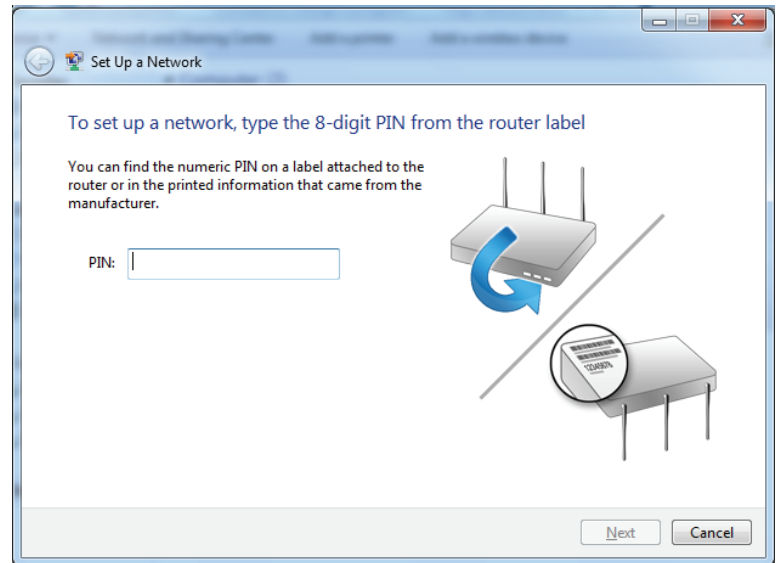 Set Up a Network
To set up a network, type the 8-digit PIN from the router label
You can find the numeric PIN on a label attached to the
router or in the printed information that came from the
manufacturer.
PIN:
12345678
Next
Cancel